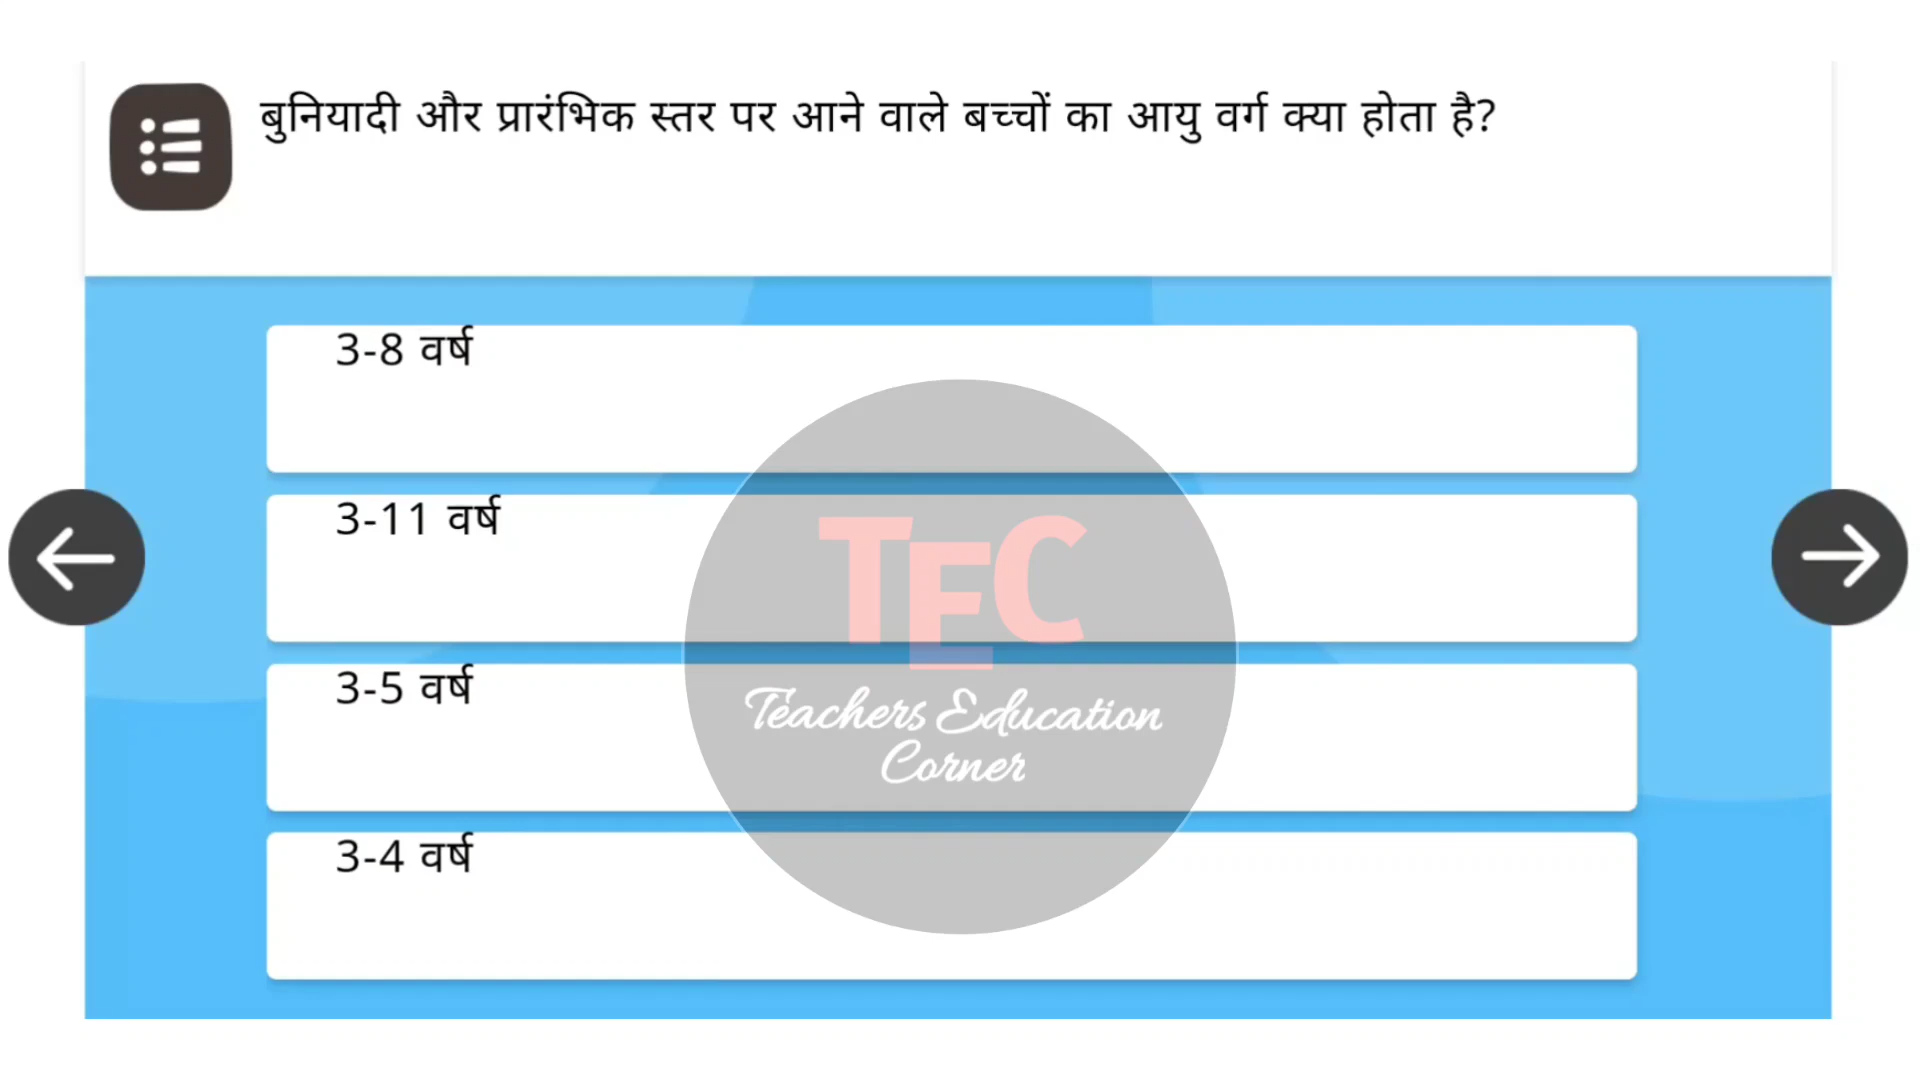 बुनियादी और प्रारंभिक स्तर पर आने वाले बच्चों का आयु वर्ग क्या होता है?
3-8 वर्ष
3-11 वर्ष
3-5 वर्ष
TEC
Teachers Education
Corner
3-4 वर्ष